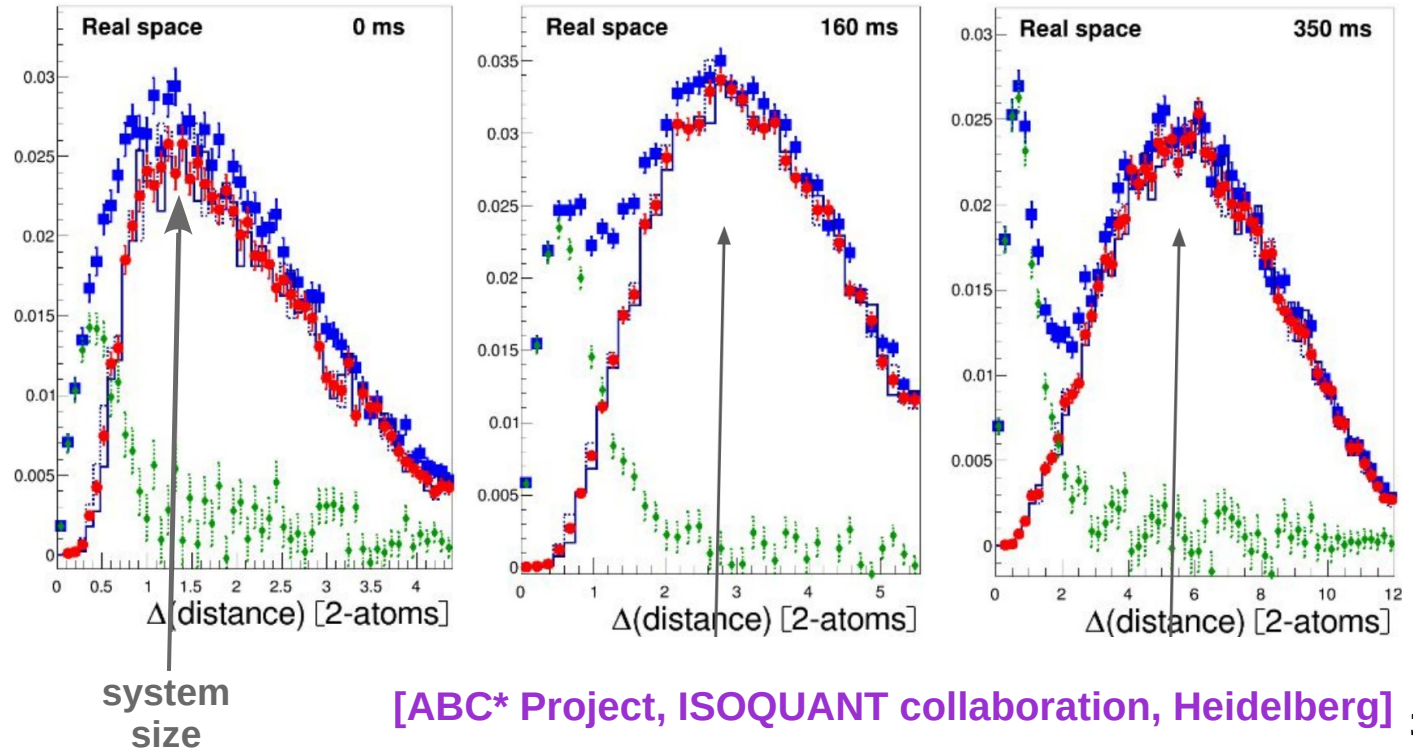 Real space 0 ms
0.03
0.025
0.02
0.015
0.01
0.005
0
0 0.5 1 1.5 2 2.5 3 3.5 4
Δ(distance) [2-atoms]
Real space 160 ms
0.035
0.03
0.025
0.02
0.015
0.01
0.005
0
0 1 2 3 4 5
Δ(distance) [2-atoms]
Real space 350 ms
0.03
0.025
0.02
0.015
0.01
0.005
0
0 2 4 6 8 10 12
Δ(distance) [2-atoms]
system
size
[ABC* Project, ISOQUANT collaboration, Heidelberg]